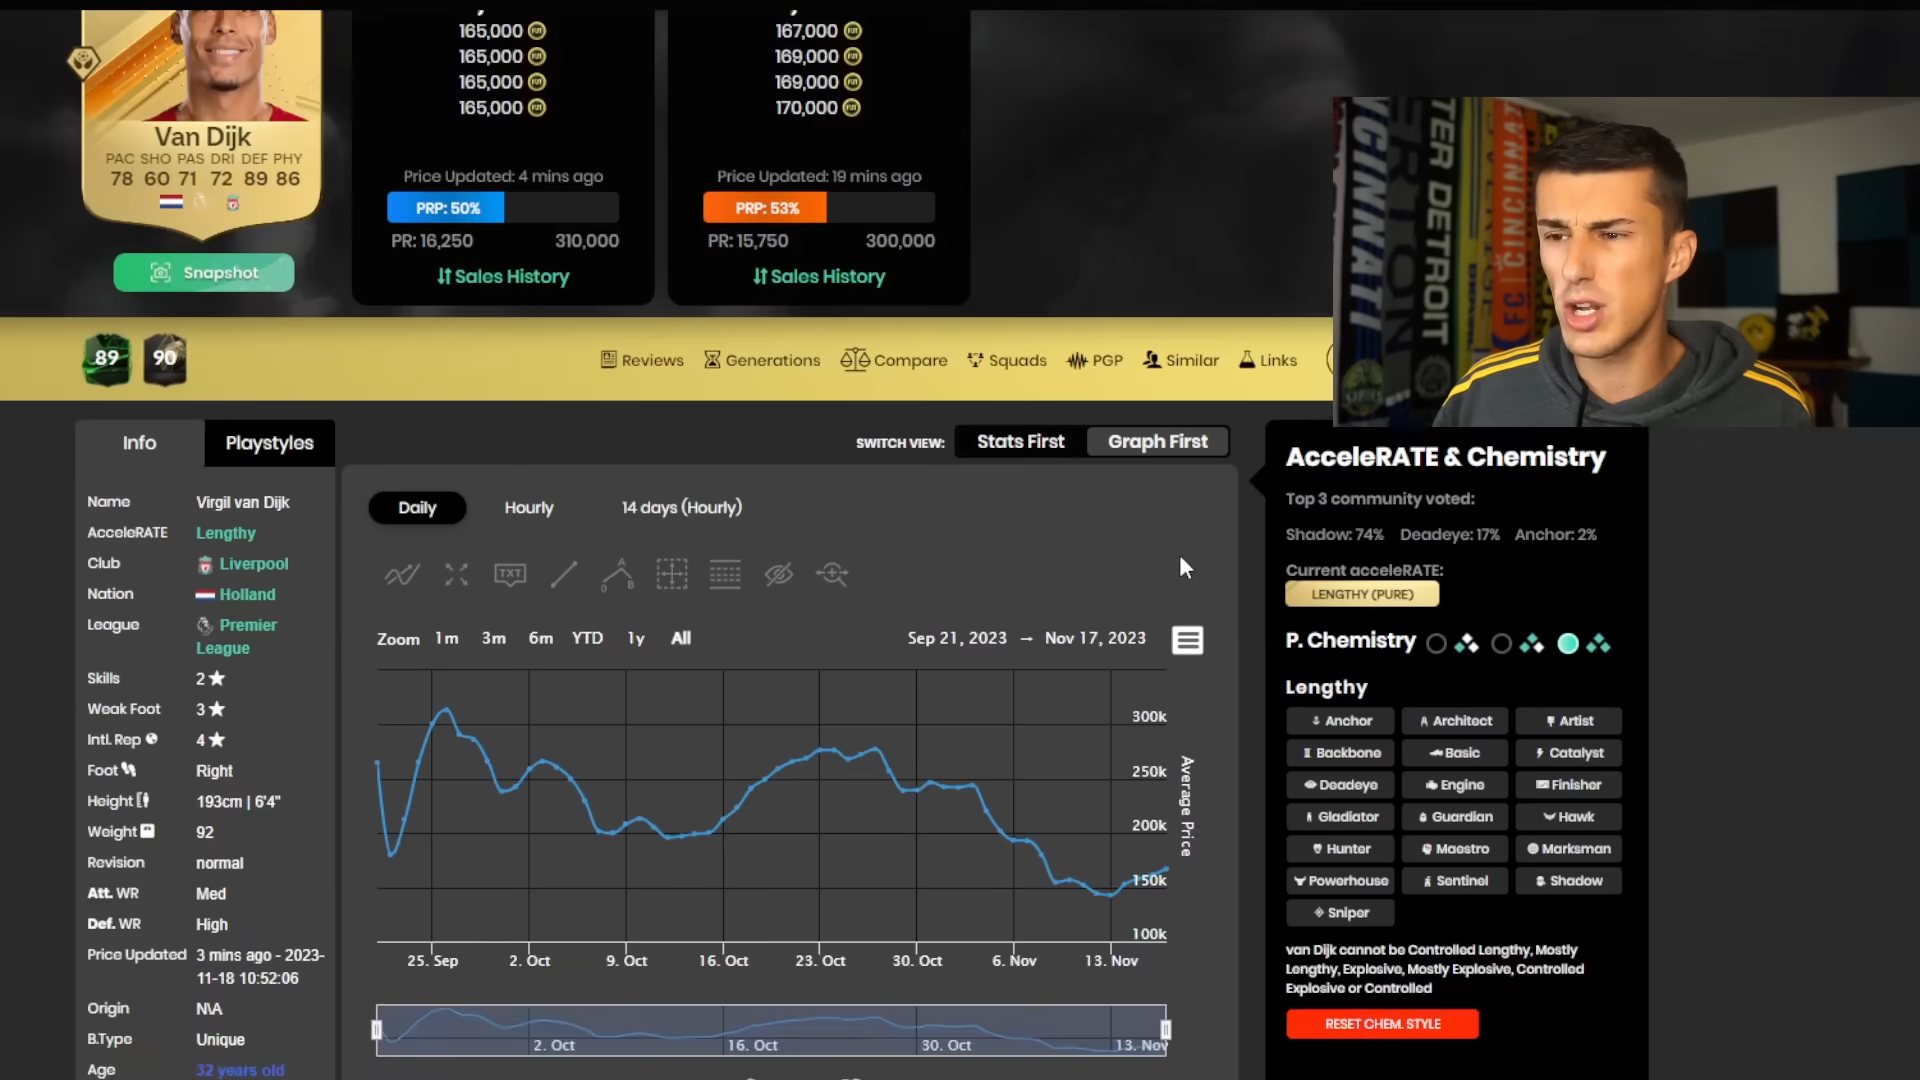 165,000
165,000
165,000
165,000
167,000
169,000
169,000
170,000
Van Dijk
PAC SHO PAS DRI DEF PHY
78 60 71 72 89 86
Snapshot
Price Updated: 4 mins ago
PRP: 50%
PR: 16,250 310,000
Sales History
Price Updated: 19 mins ago
PRP: 53%
PR: 15,750 300,000
Sales History
CINCINNATI
TER DETROIT
FC CINCINNAT
89 90
Reviews Generations Compare Squads PGP Similar Links
Info Playstyles
SWITCH VIEW: Stats First Graph First
Name Virgil van Dijk
AcceleRATE Lengthy
Club Liverpool
Nation Holland
League Premier
League
Skills 2
Weak Foot 3
Intl. Rep 4
Foot Right
Height 193cm | 6'4"
Weight 92
Revision normal
Att. WR Med
Def. WR High
Price Updated 3 mins ago - 2023-
11-18 10:52:06
Origin N\A
B.Type Unique
Age 32 years old
Daily Hourly 14 days (Hourly)
TXT
A
0 B
Zoom 1m 3m 6m YTD 1y All
Sep 21, 2023 → Nov 17, 2023
300k
250k
200k
150k
100k
Average Price
25. Sep 2. Oct 9. Oct 16. Oct 23. Oct 30. Oct 6. Nov 13. Nov
2. Oct 16. Oct 30. Oct 13. Nov
AcceleRATE & Chemistry
Top 3 community voted:
Shadow: 74% Deadeye: 17% Anchor: 2%
Current acceleRATE:
LENGTHY (PURE)
P. Chemistry
Lengthy
Anchor Architect Artist
Backbone Basic Catalyst
Deadeye Engine Finisher
Gladiator Guardian Hawk
Hunter Maestro Marksman
Powerhouse Sentinel Shadow
Sniper
van Dijk cannot be Controlled Lengthy, Mostly
Lengthy, Explosive, Mostly Explosive, Controlled
Explosive or Controlled
RESET CHEM. STYLE